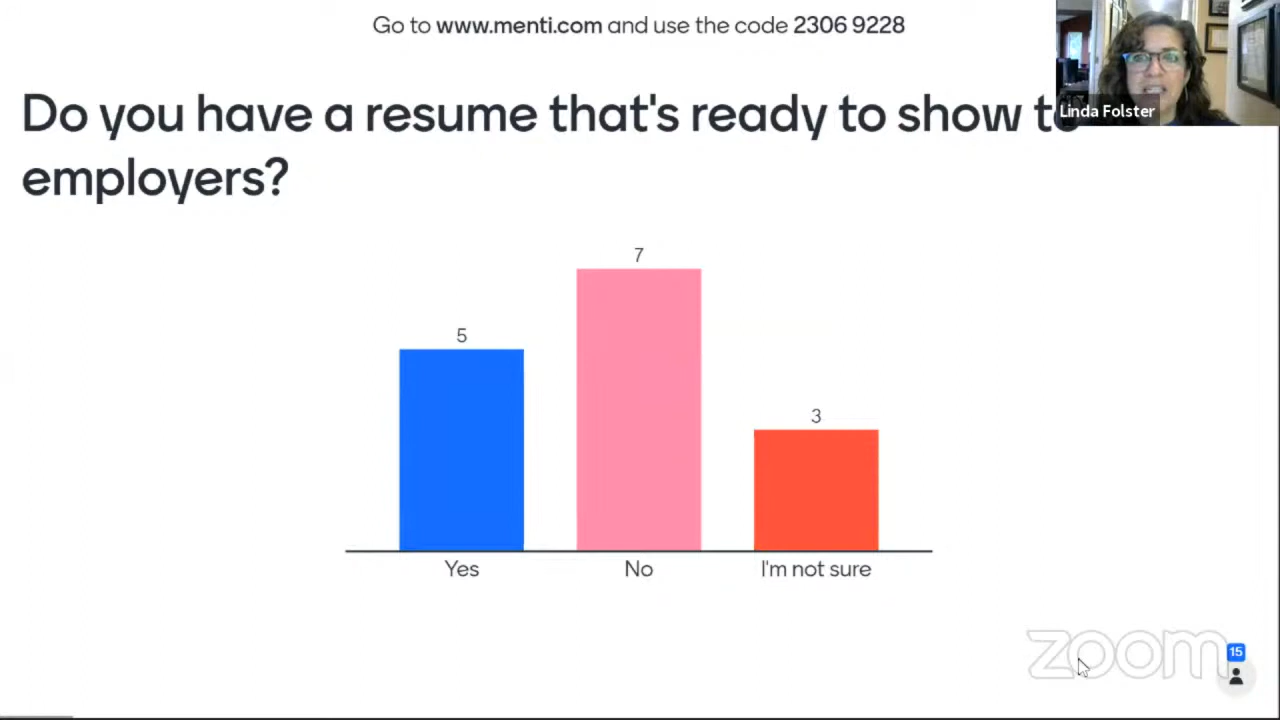 Go to www.menti.com and use the code 2306 9228
Linda Folster
Do you have a resume that's ready to show to
employers?
7
5
3
Yes
No
I'm not sure
zoom
15